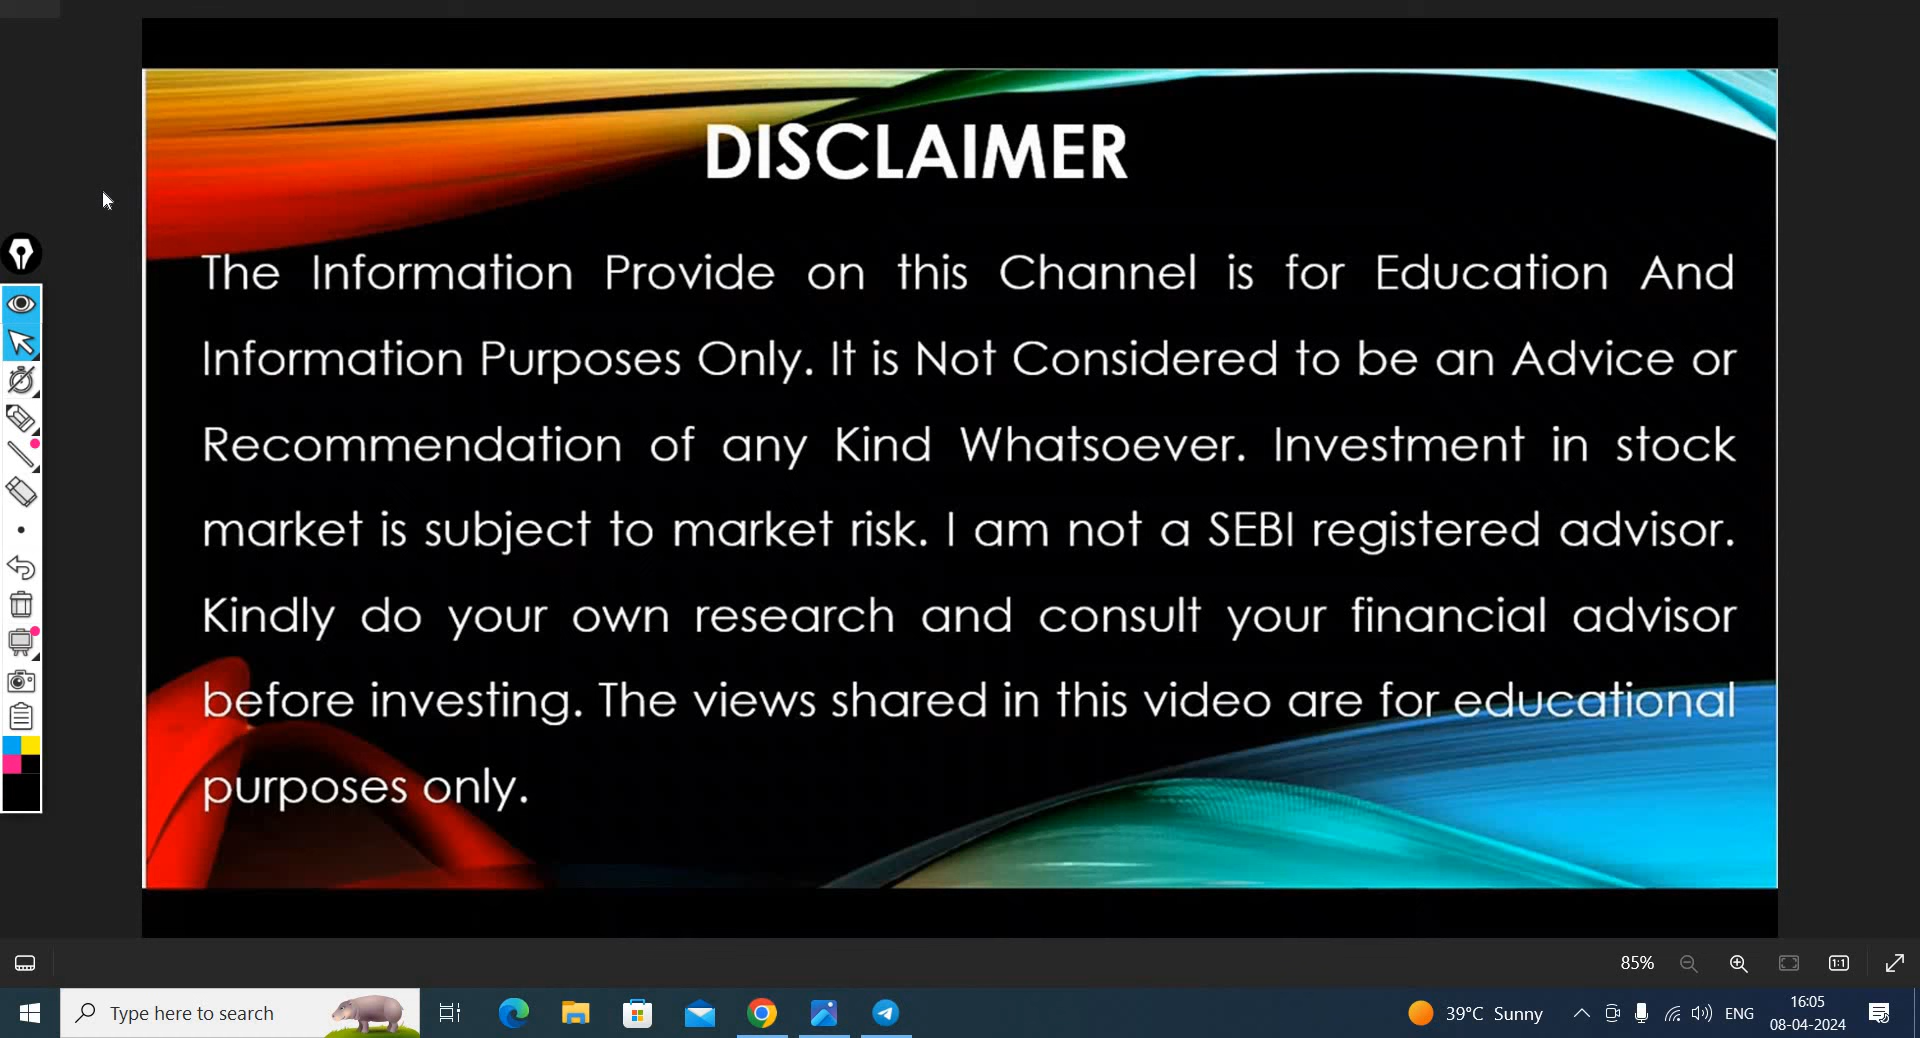 DISCLAIMER
The Information Provide on this Channel is for Education And
Information Purposes Only. It is Not Considered to be an Advice or
Recommendation of any Kind Whatsoever. Investment in stock
market is subject to market risk. I am not a SEBI registered advisor.
Kindly do your own research and consult your financial advisor
before investing. The views shared in this video are for educational
purposes only.
85%
1:1
Type here to search
39°C Sunny
ENG
16:05
08-04-2024